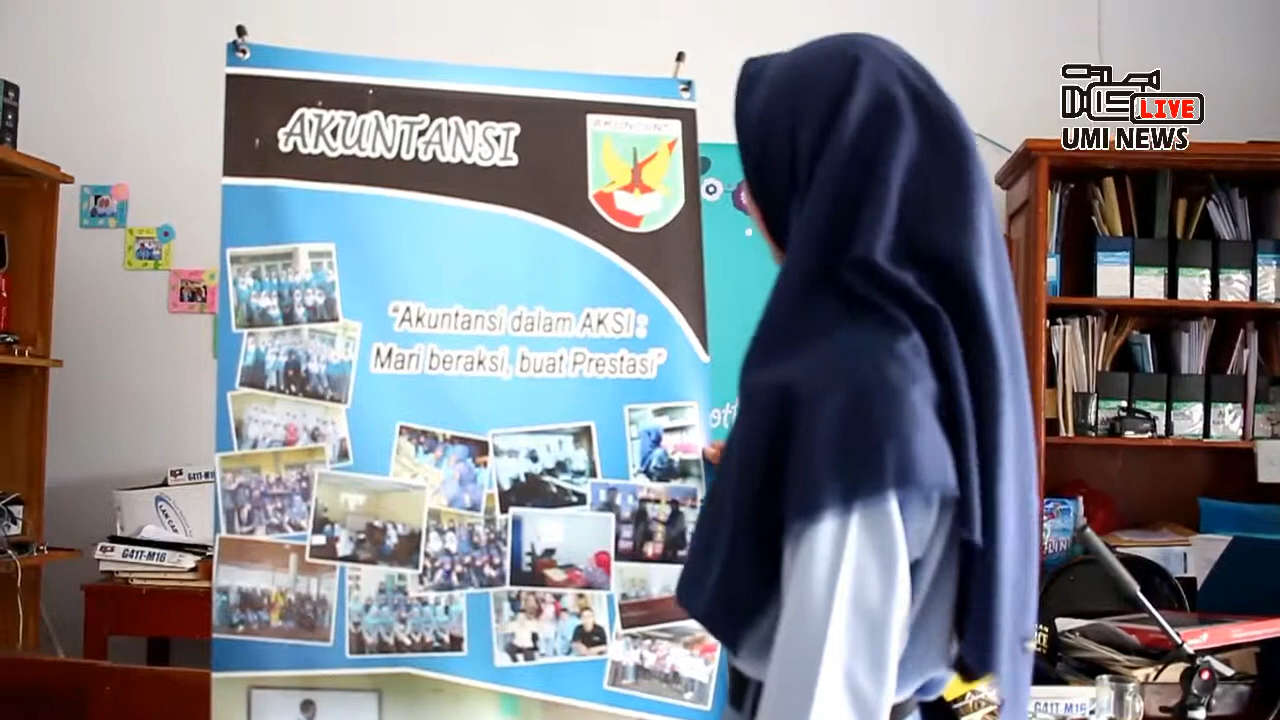 AKUNTANSI
"Akuntansi dalam AKSI :
Mari beraksi, buat Prestasi"
LIVE
UMI NEWS
G41T-M16
G41T-M16